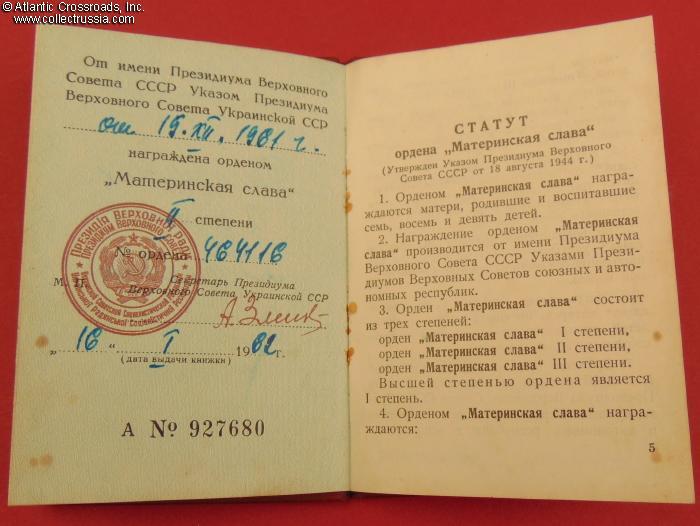 © Atlantic Crossroads, Inc.
www.collectrussia.com
От имени Президиума Верховного
Совета СССР Указом Президиума
Верховного Совета Украинской ССР
от 15.XII.1961 г.
награждена орденом
„Материнская слава“
II степени
№ ордена 464116
М. П. Секретарь Президиума
Верховного Совета Украинской ССР
„16“ I 1962 г.
(дата выдачи книжки)
А № 927680
СТАТУТ
ордена „Материнская слава“
(Утвержден Указом Президиума Верховного
Совета СССР от 18 августа 1944 г.)
1. Орденом „Материнская слава“ награ-
ждаются матери, родившие и воспитавшие
семь, восемь и девять детей.
2. Награждение орденом „Материнская
слава“ производится от имени Президиума
Верховного Совета СССР Указами Прези-
диумов Верховных Советов союзных и авто-
номных республик.
3. Орден „Материнская слава“ состоит
из трех степеней:
орден „Материнская слава“ I степени,
орден „Материнская слава“ II степени,
орден „Материнская слава“ III степени.
Высшей степенью ордена является
I степень.
4. Орденом „Материнская слава“ награ-
ждаются:
5